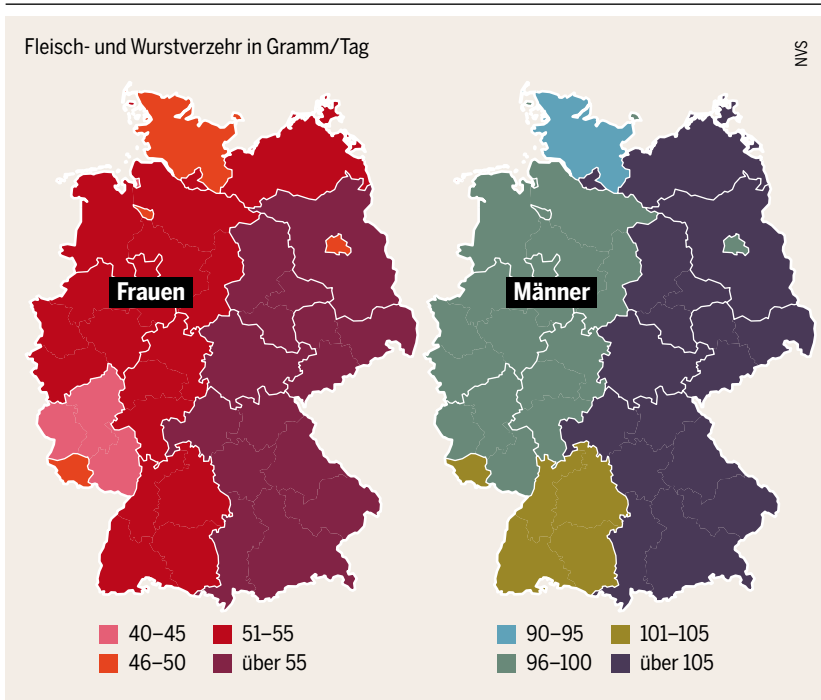 Fleisch- und Wurstverzehr in Gramm/Tag
NVS
Frauen
Männer
40–45
51–55
46–50
über 55
90–95
101–105
96–100
über 105